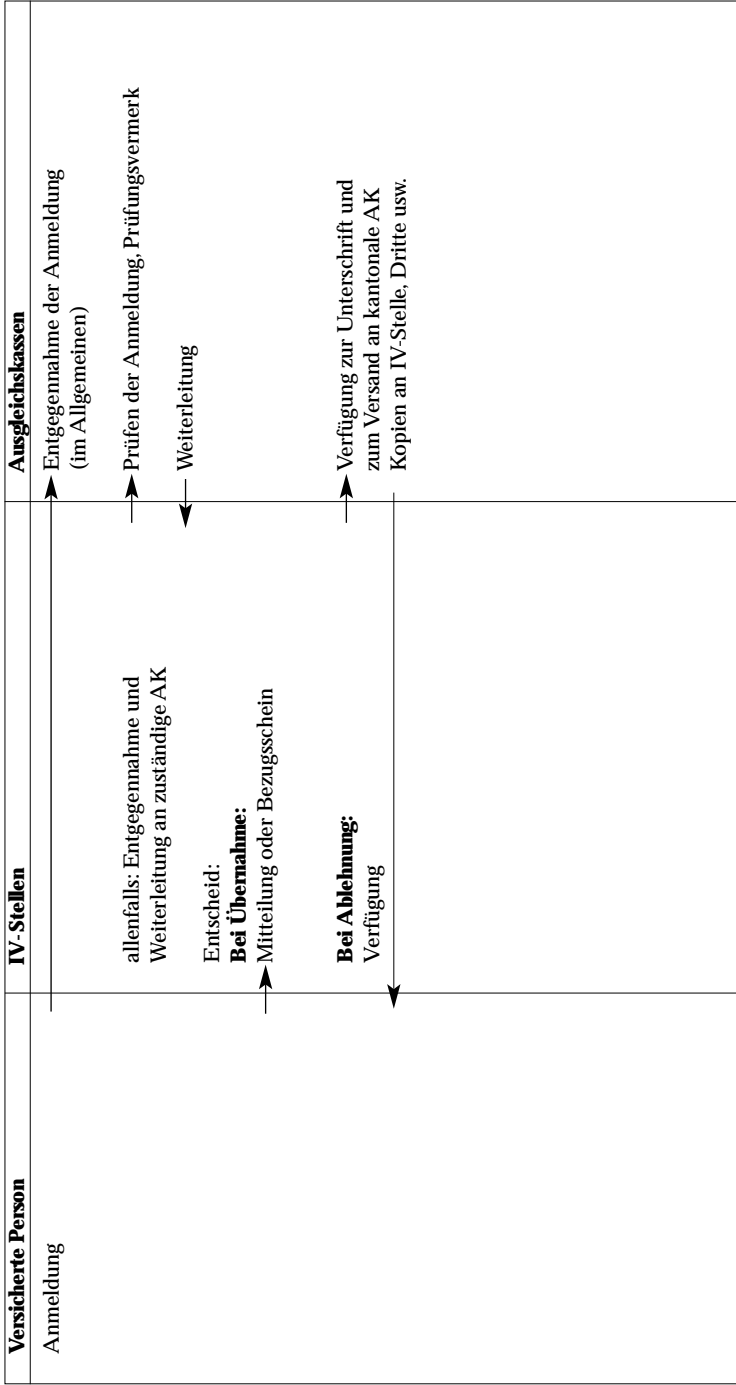 Versicherte Person
Anmeldung
IV-Stellen
allenfalls: Entgegennahme und
Weiterleitung an zuständige AK
Entscheid:
Bei Übernahme:
Mitteilung oder Bezugsschein
Bei Ablehnung:
Verfügung
Ausgleichskassen
Entgegennahme der Anmeldung
(im Allgemeinen)
Prüfen der Anmeldung, Prüfungsvermerk
Weiterleitung
Verfügung zur Unterschrift und
zum Versand an kantonale AK
Kopien an IV-Stelle, Dritte usw.